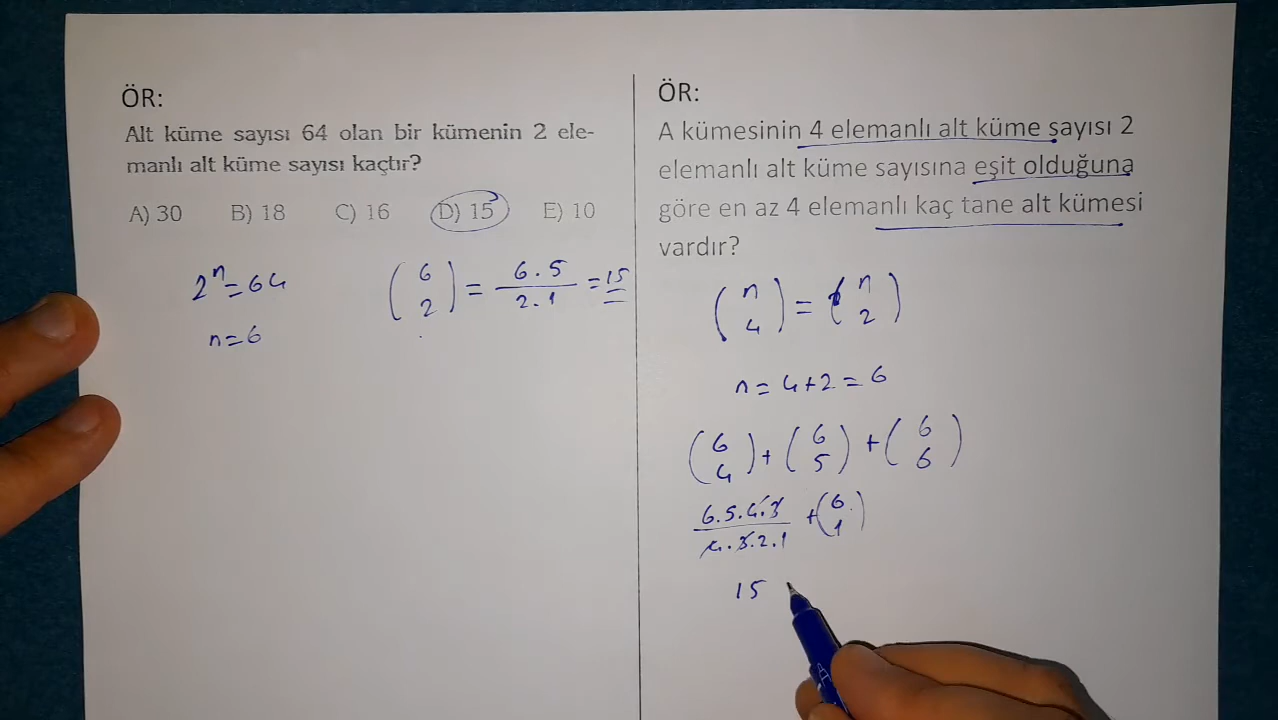 ÖR:
Alt küme sayısı 64 olan bir kümenin 2 ele-
manlı alt küme sayısı kaçtır?
A) 30 B) 18 C) 16 D) 15 E) 10
2^n = 64
n = 6
(6 2) = 6.5 / 2.1 = 15
ÖR:
A kümesinin 4 elemanlı alt küme sayısı 2
elemanlı alt küme sayısına eşit olduğuna
göre en az 4 elemanlı kaç tane alt kümesi
vardır?
(n 4) = (n 2)
n = 4+2 = 6
(6 4) + (6 5) + (6 6)
6.5.4.3 / 4.3.2.1 + (6 1)
15